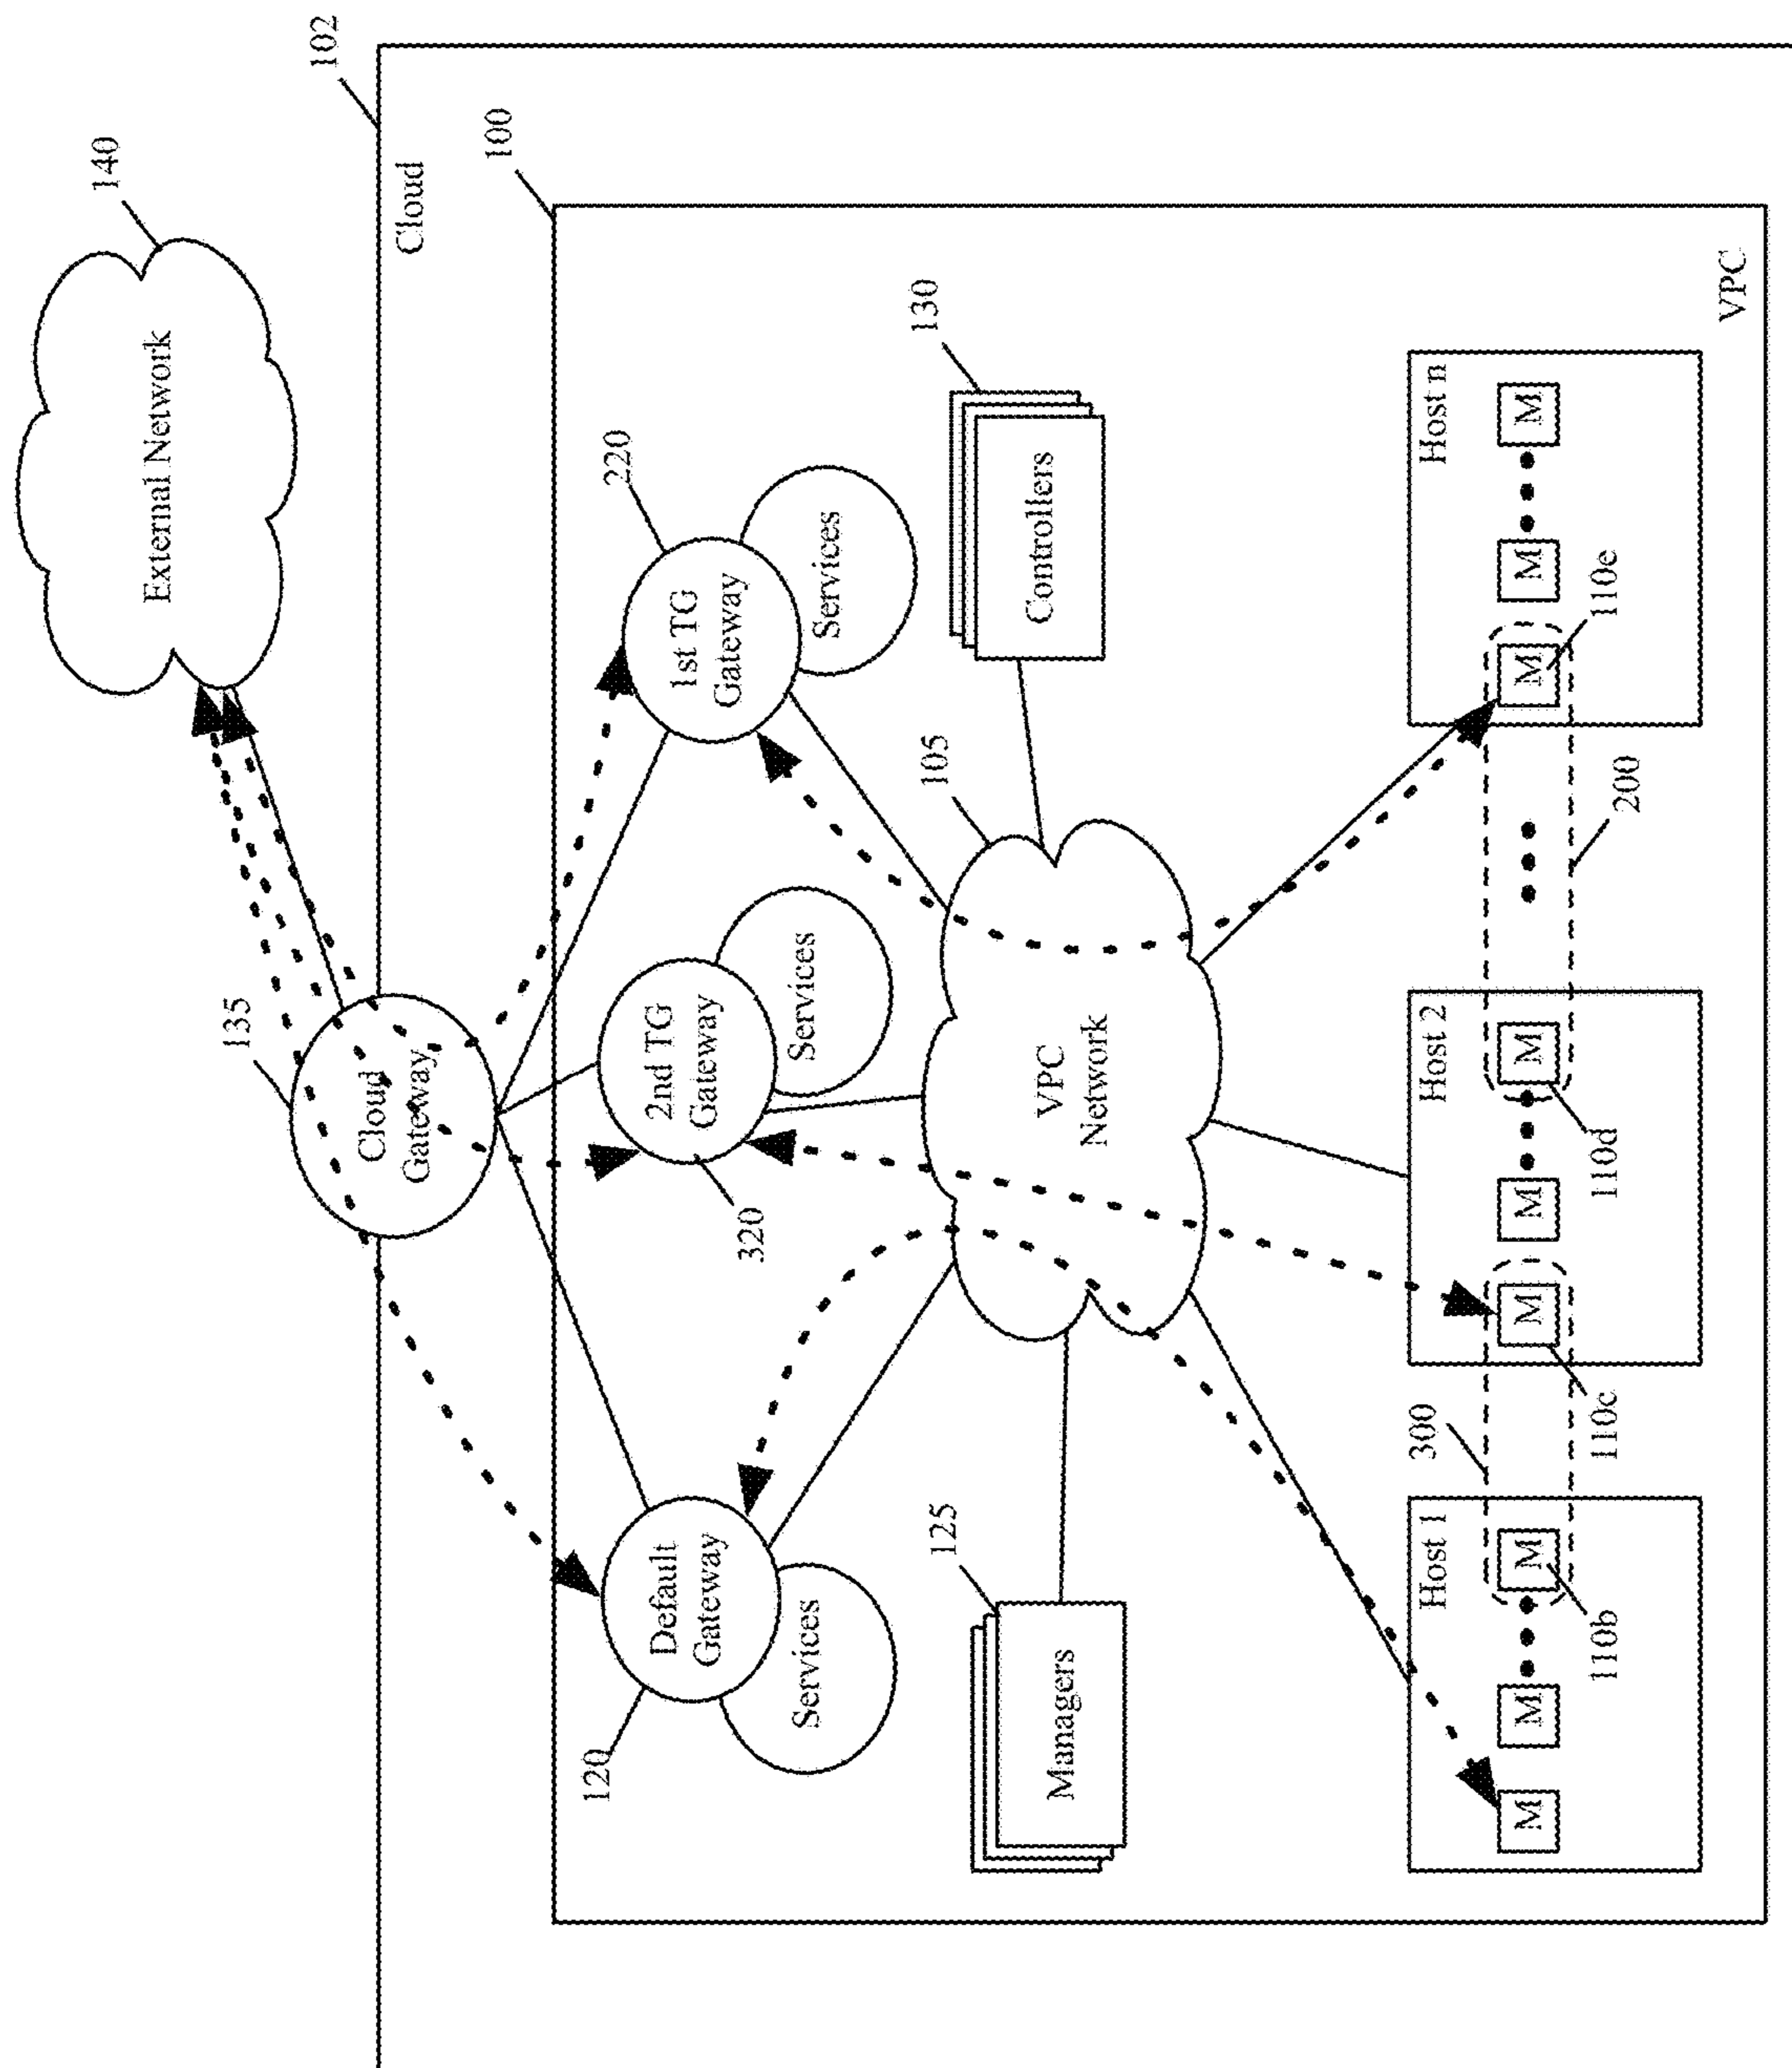 140
External Network
102
135
Cloud
Cloud
Gateway
100
120
Default
Gateway
Services
320
2nd TG
Gateway
Services
220
1st TG
Gateway
Services
125
Managers
105
VPC
Network
130
Controllers
Host 1
M
M
M
110b
300
Host 2
M
M
M
110c
110d
200
Host n
M
M
M
110e
VPC